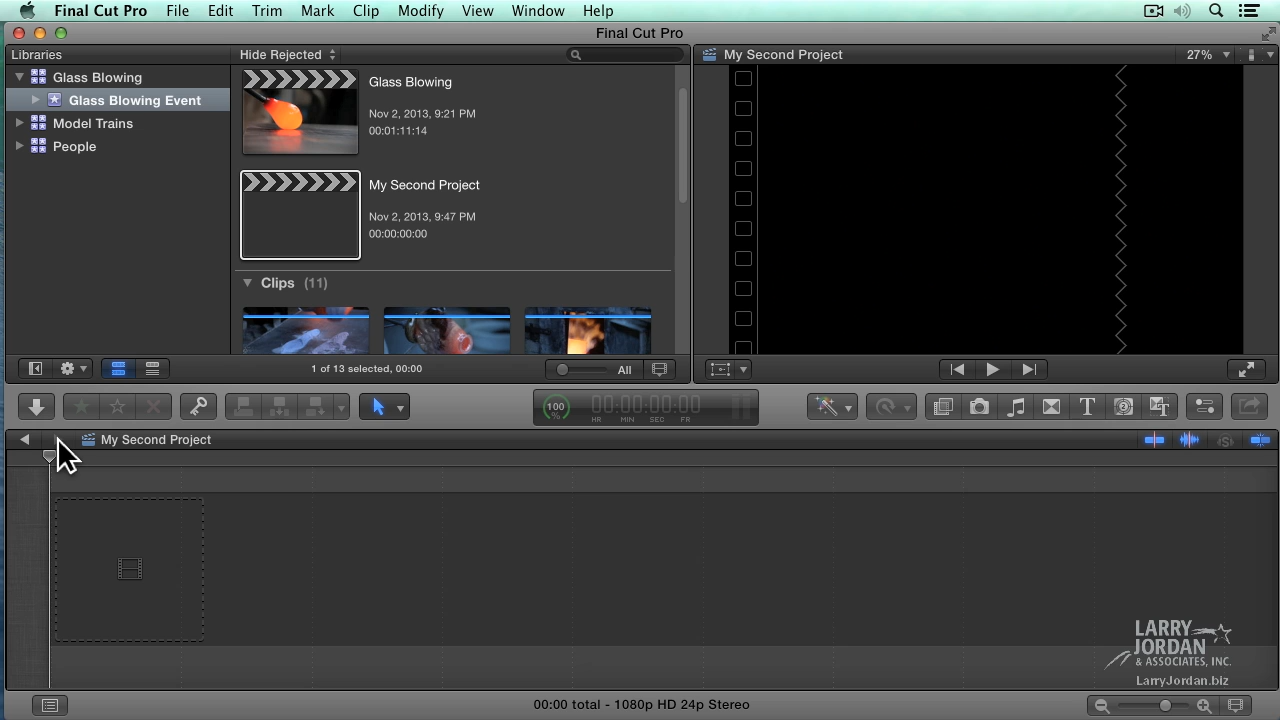 Final Cut Pro File Edit Trim Mark Clip Modify View Window Help
Final Cut Pro
Libraries
Hide Rejected
My Second Project
27%
Glass Blowing
Glass Blowing Event
Model Trains
People
Glass Blowing
Nov 2, 2013, 9:21 PM
00:01:11:14
My Second Project
Nov 2, 2013, 9:47 PM
00:00:00:00
Clips (11)
1 of 13 selected, 00:00
All
100
00:00:00:00
HR MIN SEC FR
My Second Project
LARRY
JORDAN
& ASSOCIATES, INC.
LarryJordan.biz
00:00 total - 1080p HD 24p Stereo